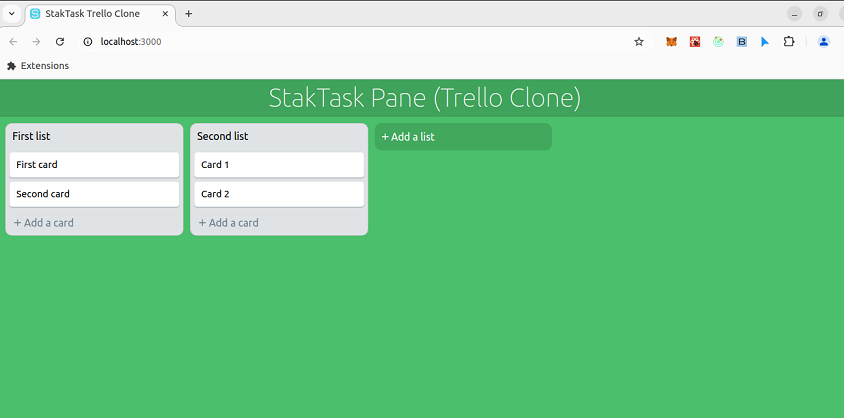 StakTask Trello Clone
localhost:3000
Extensions
StakTask Pane (Trello Clone)
First list
First card
Second card
+ Add a card
Second list
Card 1
Card 2
+ Add a card
+ Add a list